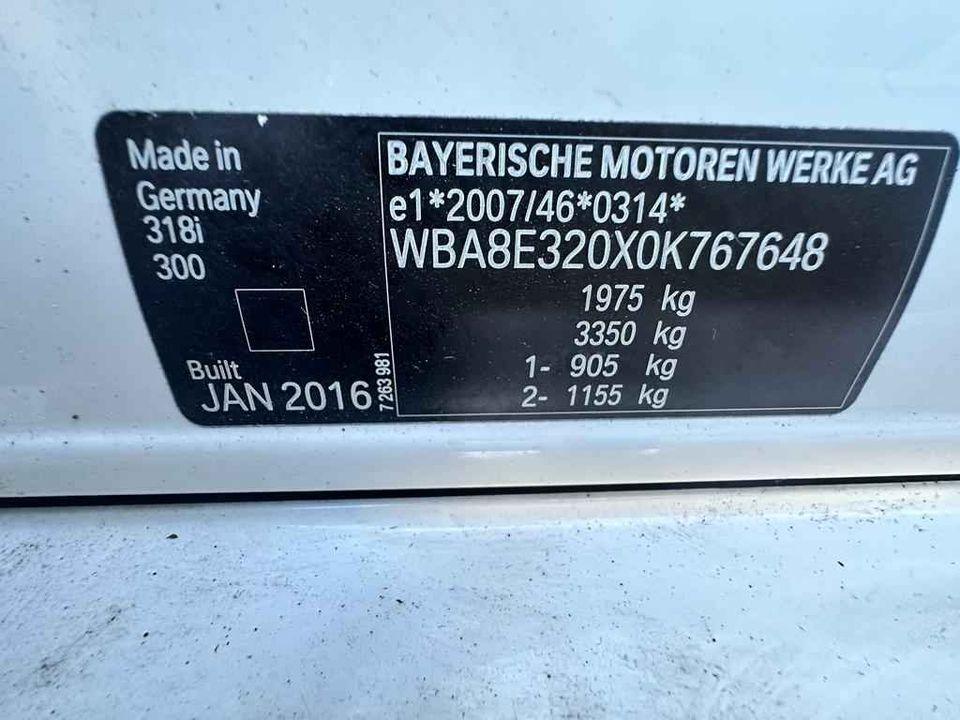 Made in
Germany
318i
300
Built
JAN 2016
7 263 981
BAYERISCHE MOTOREN WERKE AG
e1*2007/46*0314*
WBA8E320X0K767648
1975 kg
3350 kg
1- 905 kg
2- 1155 kg